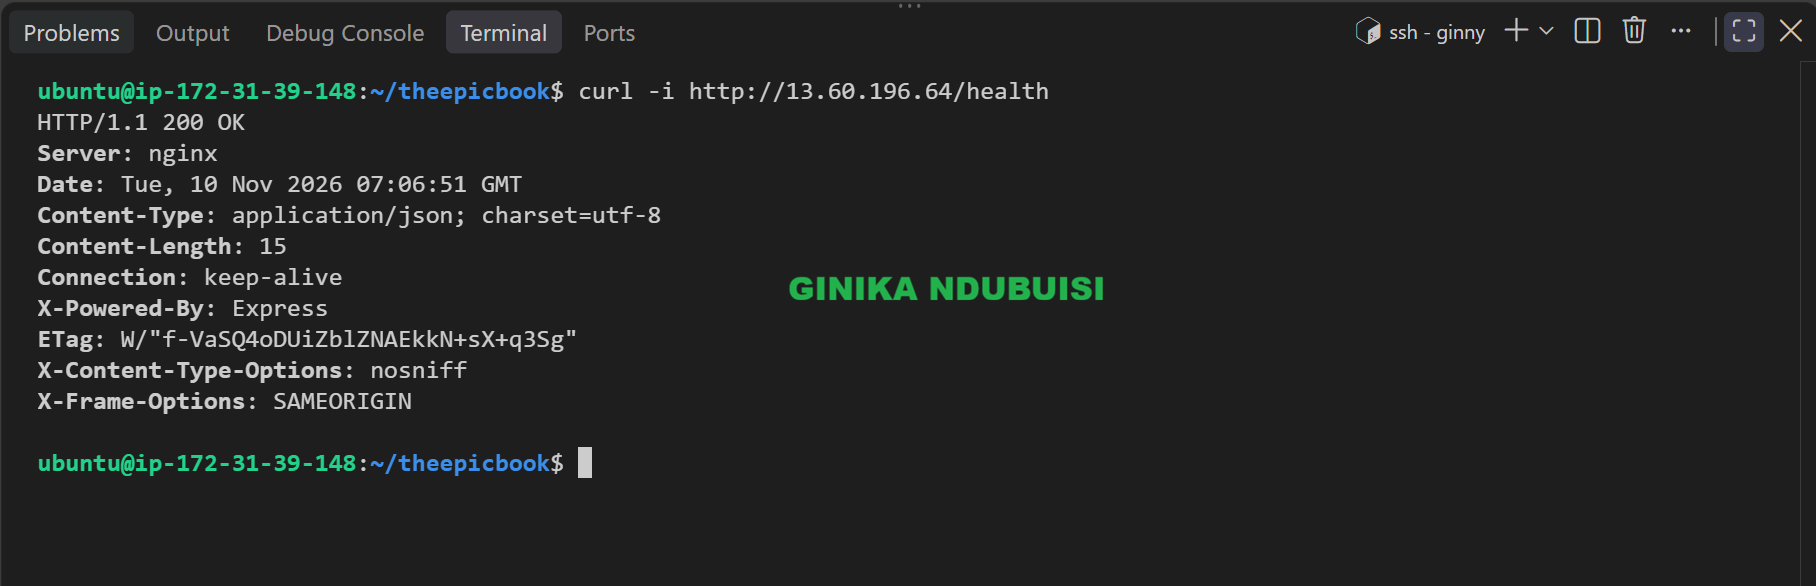 Problems Output Debug Console Terminal Ports ssh - ginny
ubuntu@ip-172-31-39-148:~/theepicbook$ curl -i http://13.60.196.64/health
HTTP/1.1 200 OK
Server: nginx
Date: Tue, 10 Nov 2026 07:06:51 GMT
Content-Type: application/json; charset=utf-8
Content-Length: 15
Connection: keep-alive
GINIKA NDUBUISI
X-Powered-By: Express
ETag: W/"f-VaSQ4oDUiZblZNAEkkN+sX+q3Sg"
X-Content-Type-Options: nosniff
X-Frame-Options: SAMEORIGIN
ubuntu@ip-172-31-39-148:~/theepicbook$